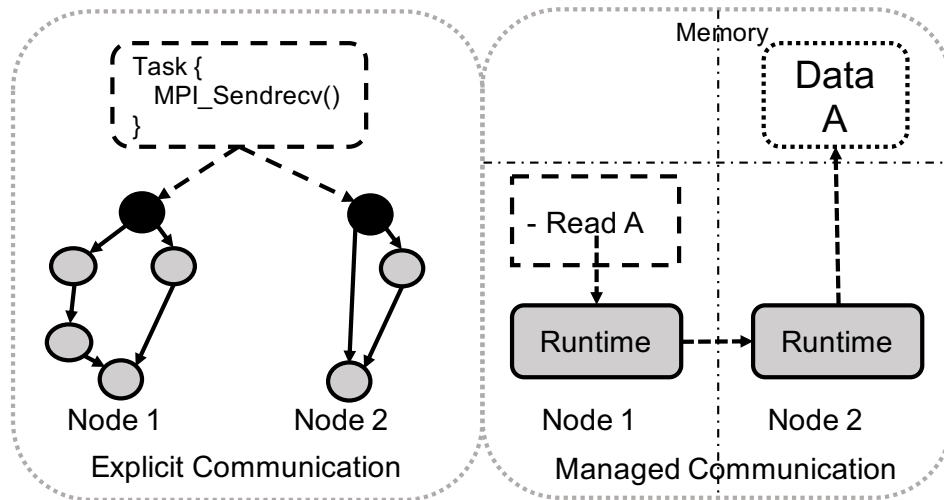 Task {
MPI_Sendrecv()
}
Node 1
Node 2
Explicit Communication
Memory
Data
A
- Read A
Runtime
Runtime
Node 1
Node 2
Managed Communication